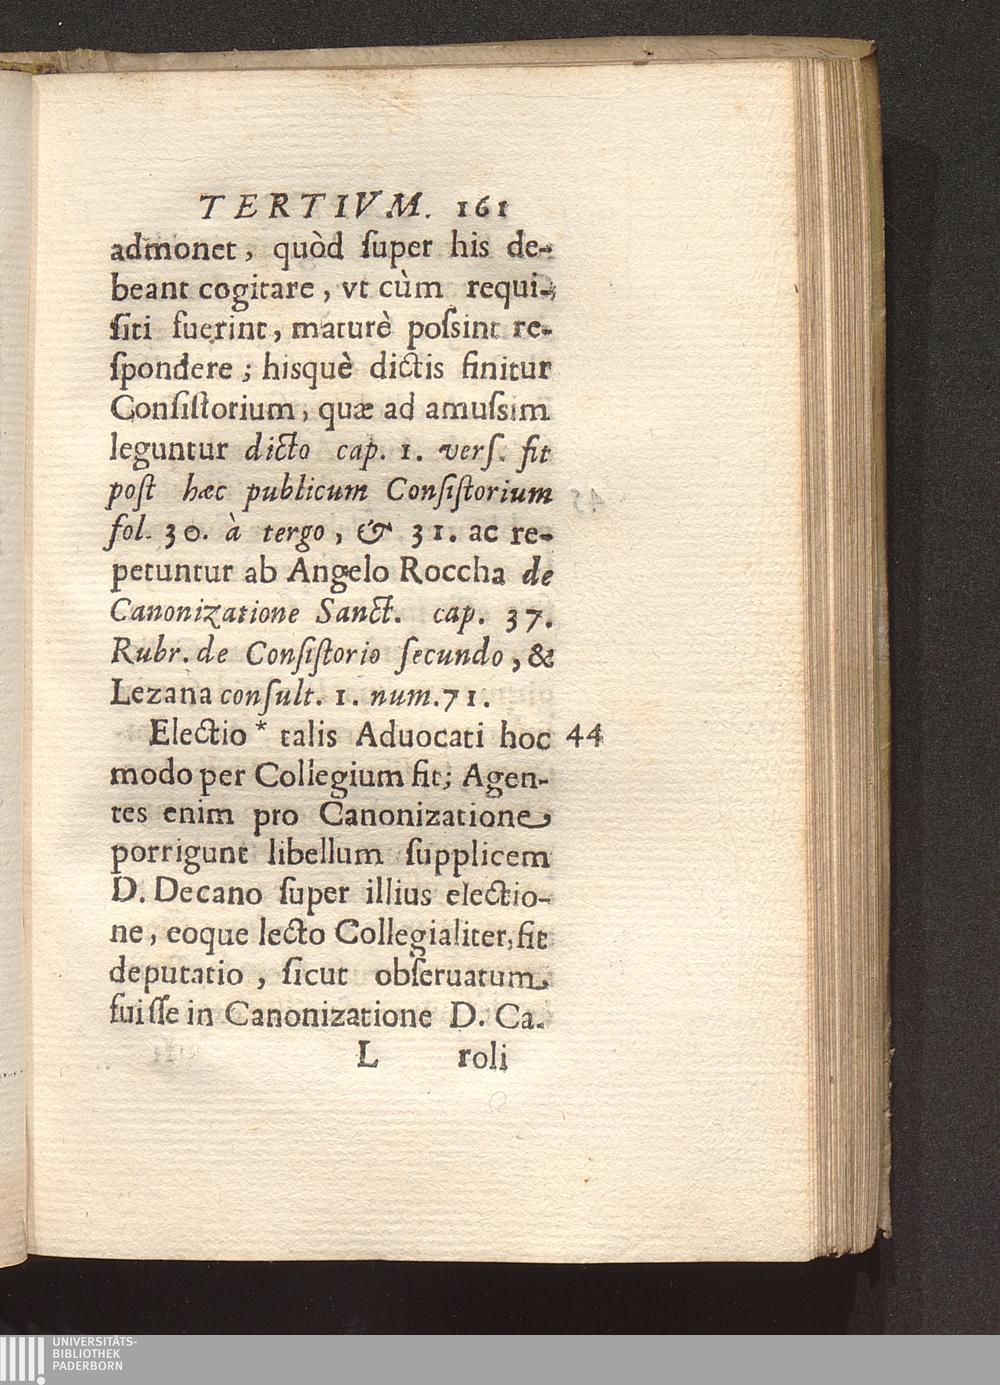 TERTIVM. 161
admonet, quòd ſuper his de-
beant cogitare, vt cùm requi-
ſiti fuerint, maturè poſsint re-
ſpondere; hisquè dictis finitur
Conſiſtorium, quæ ad amuſsim
leguntur dicto cap. 1. verſ. fit
poſt hæc publicum Conſiſtorium
fol. 30. à tergo, & 31. ac re-
petuntur ab Angelo Roccha de
Canonizatione Sanct. cap. 37.
Rubr. de Conſiſtorio ſecundo, &
Lezana conſult. 1. num. 71.
Electio * talis Aduocati hoc 44
modo per Collegium fit; Agen-
tes enim pro Canonizatione
porrigunt libellum ſupplicem
D. Decano ſuper illius electio-
ne, eoque lecto Collegialiter, fit
deputatio, ſicut obſeruatum
fuiſſe in Canonizatione D. Ca-
L roli
UNIVERSITÄTS-
BIBLIOTHEK
PADERBORN